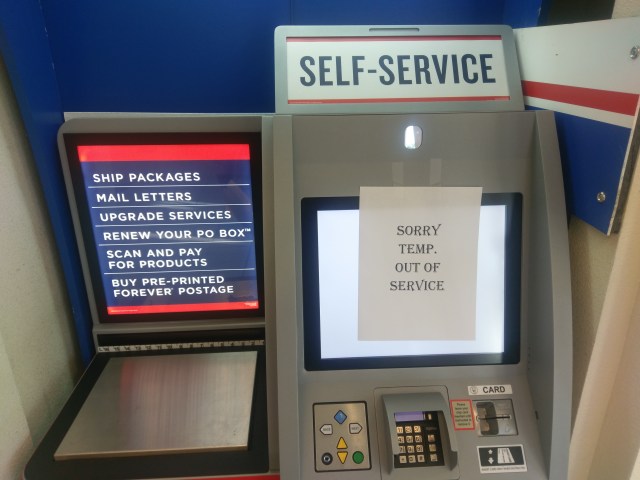 SELF-SERVICE
SHIP PACKAGES
MAIL LETTERS
UPGRADE SERVICES
RENEW YOUR PO BOX™
SCAN AND PAY
FOR PRODUCTS
BUY PRE-PRINTED
FOREVER® POSTAGE
SORRY
TEMP.
OUT OF
SERVICE
CARD